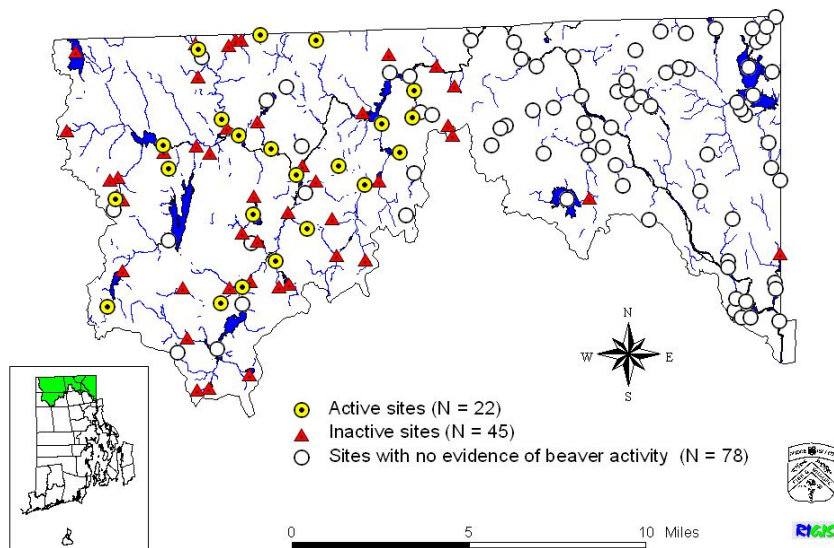 N
W E
S
Active sites (N = 22)
Inactive sites (N = 45)
Sites with no evidence of beaver activity (N = 78)
0 5 10 Miles
RIGIS